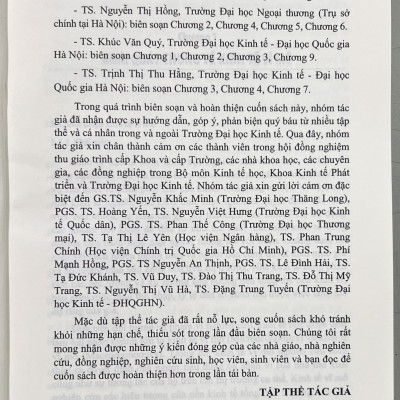 - TS. Nguyễn Thị Hồng, Trường Đại học Ngoại thương (Trụ sở
chính tại Hà Nội): biên soạn Chương 2, Chương 4, Chương 5, Chương 6.
- TS. Khúc Văn Quý, Trường Đại học Kinh tế - Đại học Quốc gia
Hà Nội: biên soạn Chương 1, Chương 2, Chương 3, Chương 9.
- TS. Trịnh Thị Thu Hằng, Trường Đại học Kinh tế - Đại học
Quốc gia Hà Nội: biên soạn Chương 3, Chương 4, Chương 7.
Trong quá trình biên soạn và hoàn thiện cuốn sách này, nhóm tác
giả đã nhận được sự hướng dẫn, góp ý, phản biện quý báu từ nhiều tập
thể và cá nhân trong và ngoài Trường Đại học Kinh tế. Qua đây, nhóm
tác giả xin chân thành cảm ơn các thành viên trong hội đồng nghiệm
thu giáo trình cấp Khoa và cấp Trường, các nhà khoa học, các chuyên
gia, các đồng nghiệp trong Bộ môn Kinh tế học, Khoa Kinh tế Phát
triển và Trường Đại học Kinh tế. Nhóm tác giả xin gửi lời cảm ơn đặc
biệt đến GS.TS. Nguyễn Khắc Minh (Trường Đại học Thăng Long),
PGS. TS. Hoàng Yến, TS. Nguyễn Việt Hưng (Trường Đại học Kinh
tế Quốc dân), PGS. TS. Phan Thế Công (Trường Đại học Thương
mại), TS. Tạ Thị Lê Yên (Học viện Ngân hàng), TS. Phan Trung
Chính (Học viện Chính trị Quốc gia Hồ Chí Minh), PGS. TS. Phí
Mạnh Hồng, PGS. TS Nguyễn An Thịnh, PGS. TS. Lê Đình Hải, TS.
Tạ Đức Khánh, TS. Vũ Duy, TS. Đào Thị Thu Trang, TS. Đỗ Thị Mỹ
Trang, TS. Nguyễn Thị Vũ Hà, TS. Đặng Trung Tuyến (Trường Đại
học Kinh tế - ĐHQGHN).
Mặc dù tập thể tác giả đã rất nỗ lực, song cuốn sách khó tránh
khỏi những hạn chế, thiếu sót trong lần đầu biên soạn. Chúng tôi rất
mong nhận được những ý kiến đóng góp của các nhà giáo, nhà nghiên
cứu, đồng nghiệp, nghiên cứu sinh, học viên, sinh viên và bạn đọc để
cuốn sách được hoàn thiện hơn trong lần tái bản.
TẬP THỂ TÁC GIẢ